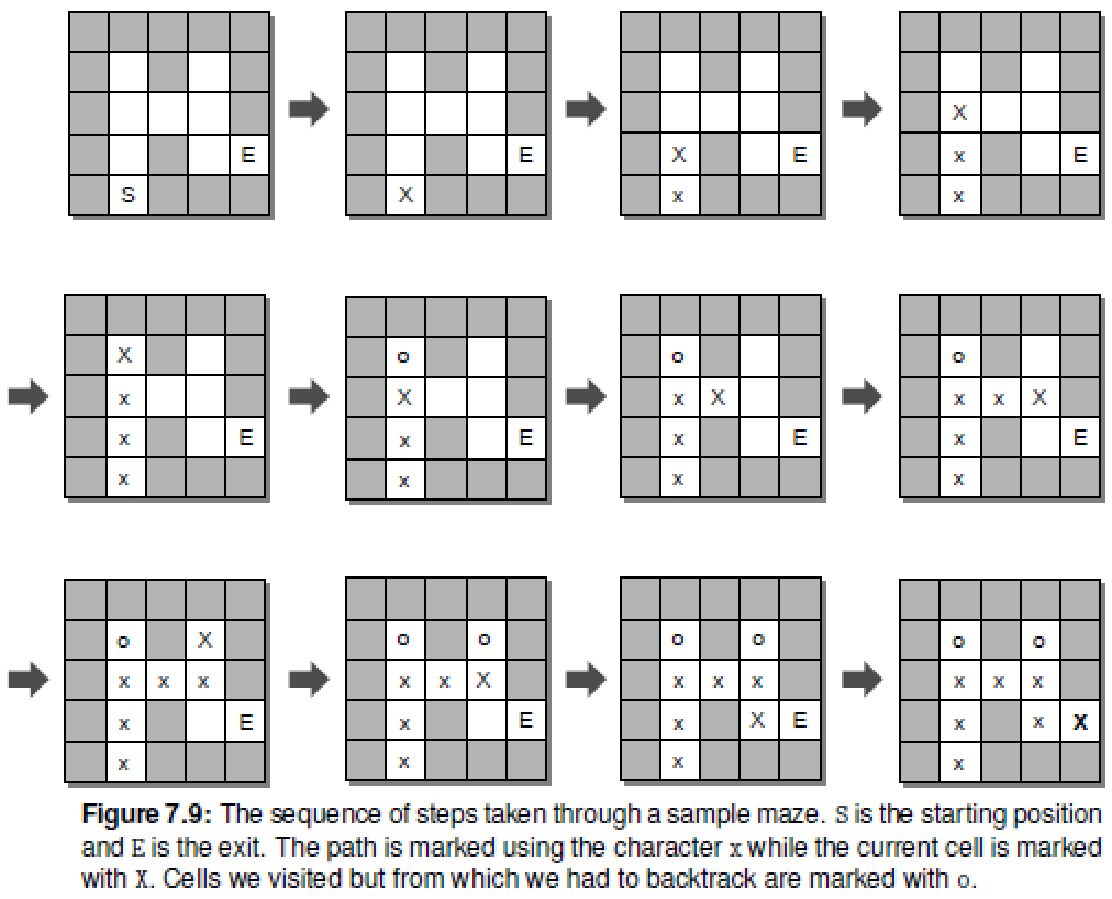 E E E X E
S X X x x
x x
X o o o
x X x X x x X
x E x E x E x E
x x x x
o X o o o o o o
x x x x x X x x x x x x
x E x E x X E x x X
x x x x
Figure 7.9: The sequence of steps taken through a sample maze. S is the starting position
and E is the exit. The path is marked using the character x while the current cell is marked
with X. Cells we visited but from which we had to backtrack are marked with o.